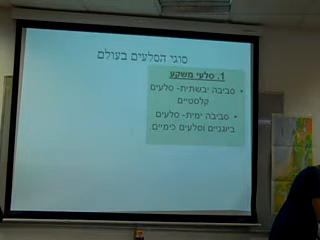 סוגי הסלעים בעולם
1. סלעי משקע
• סביבה יבשתית- סלעים
קלסטיים
• סביבה ימית- סלעים
ביוגניים וסלעים כימיים.